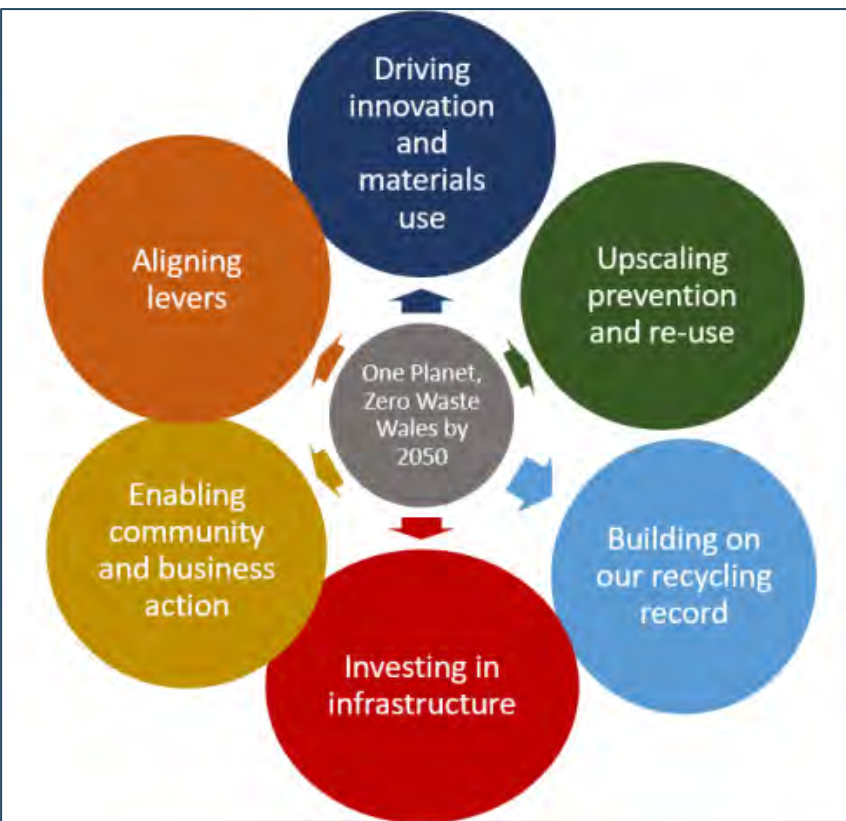 Driving
innovation
and
materials
use
Upscaling
prevention
and re-use
Building on
our recycling
record
Investing in
infrastructure
Enabling
community
and business
action
Aligning
levers
One Planet,
Zero Waste
Wales by
2050